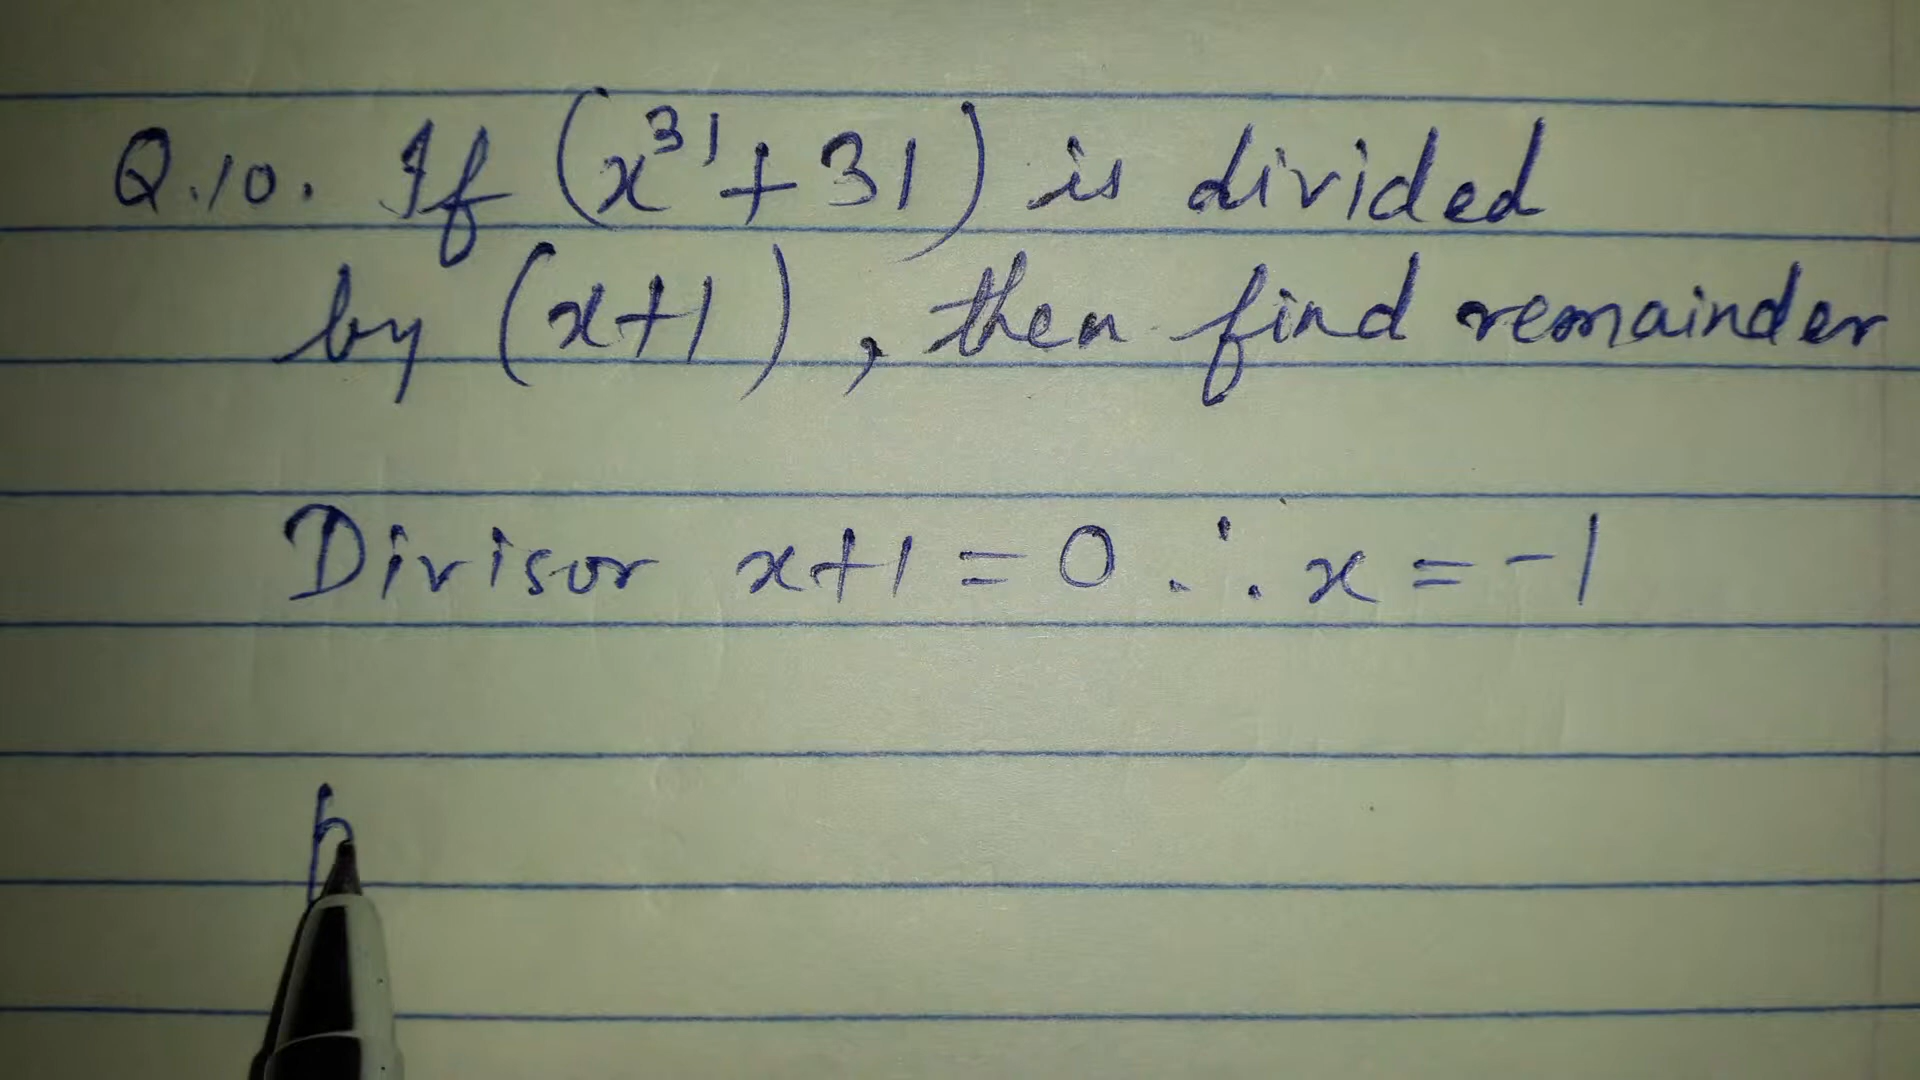 Q.10. If (x³¹+31) is divided
by (x+1), then find remainder
Divisor x+1=0 ∴ x=-1
p